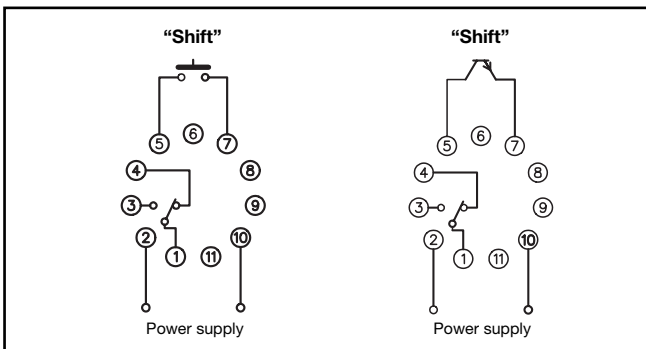 “Shift” “Shift”
5 6 7 5 6 7
4 8 4 8
3 9 3 9
2 10 2 10
1 11 1 11
Power supply Power supply